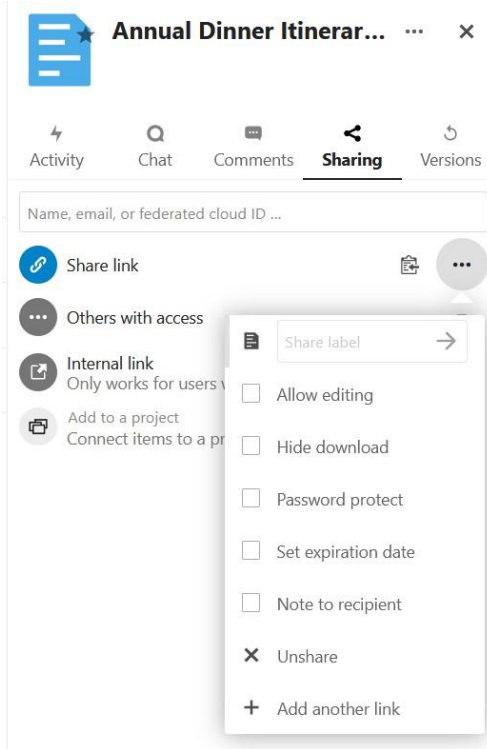 Annual Dinner Itinerar...
Activity
Chat
Comments
Sharing
Versions
Name, email, or federated cloud ID ...
Share link
Others with access
Internal link
Only works for users
Add to a project
Connect items to a
Share label
Allow editing
Hide download
Password protect
Set expiration date
Note to recipient
Unshare
Add another link